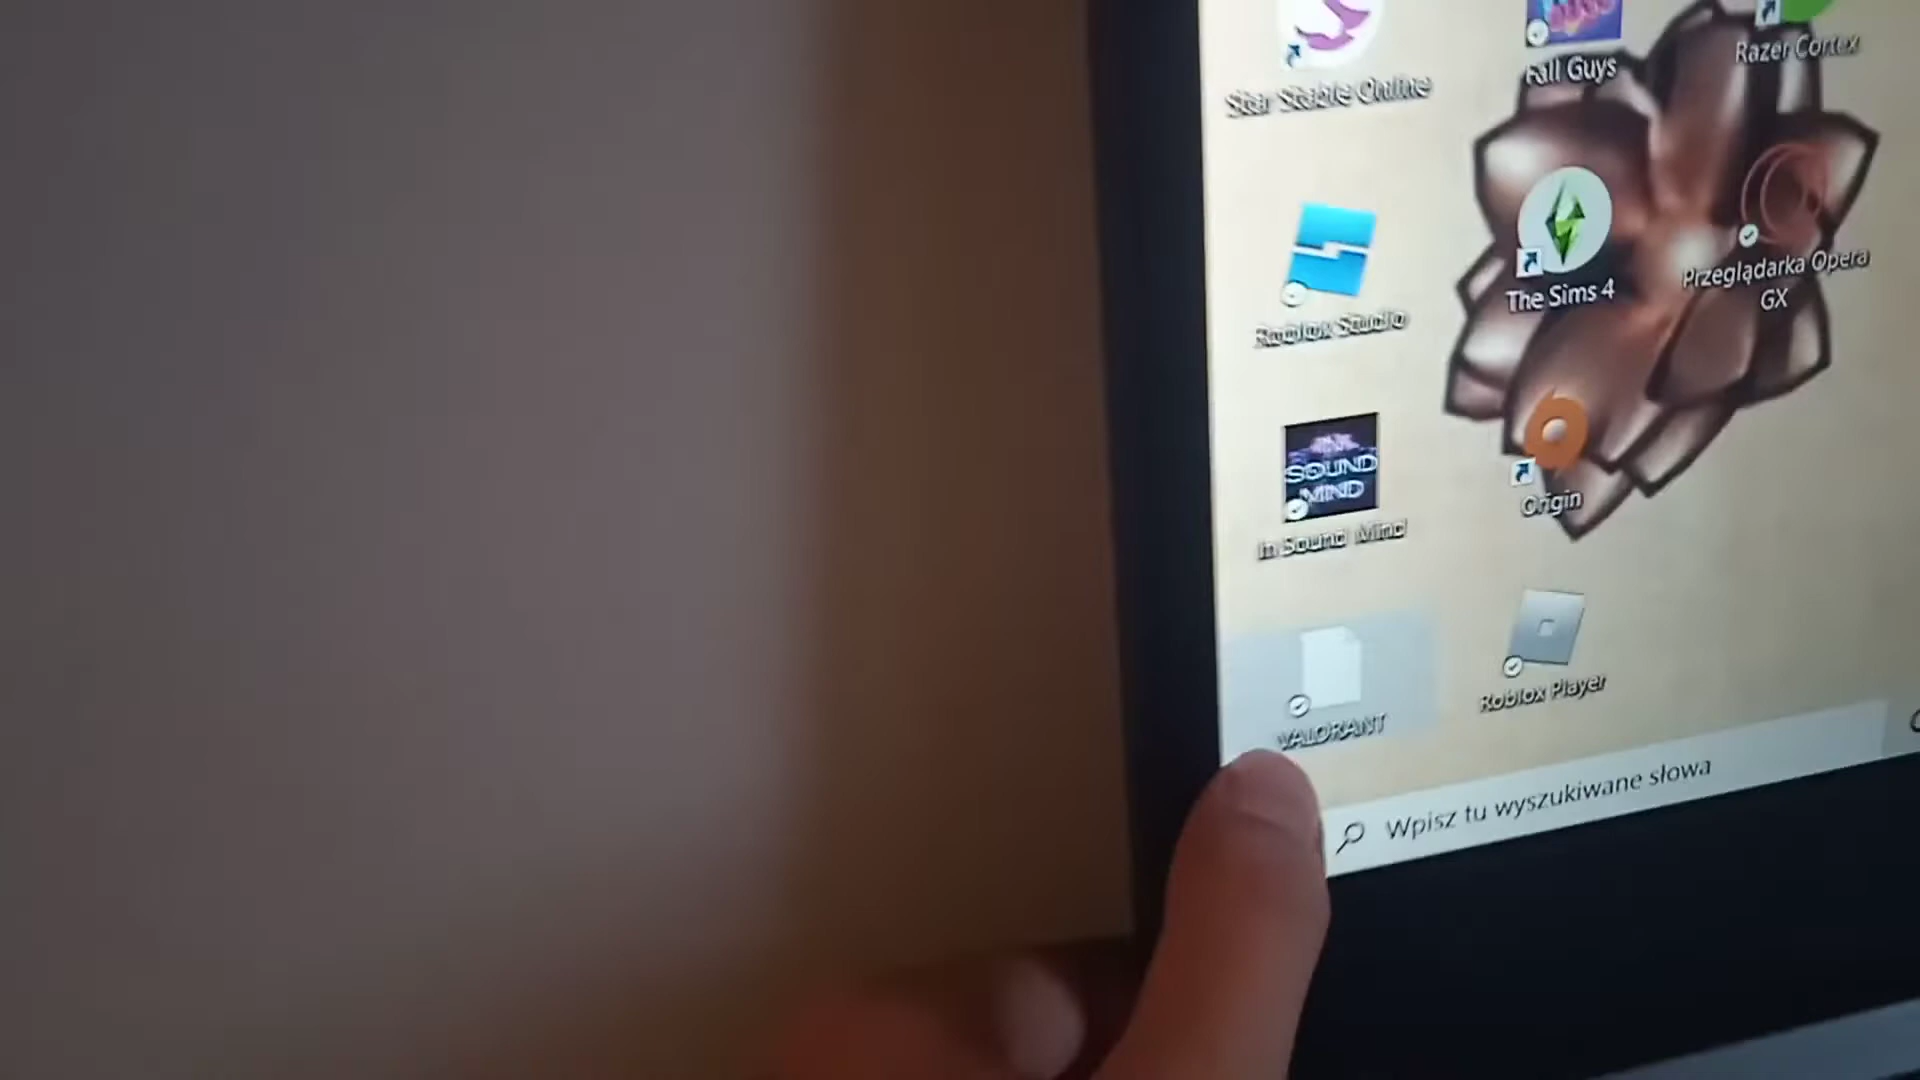 Star Stable Online
Fall Guys
Razer Cortex
Roblox Studio
The Sims 4
Przeglądarka Opera
GX
SOUND
MIND
In Sound Mind
Origin
VALORANT
Roblox Player
Wpisz tu wyszukiwane słowa